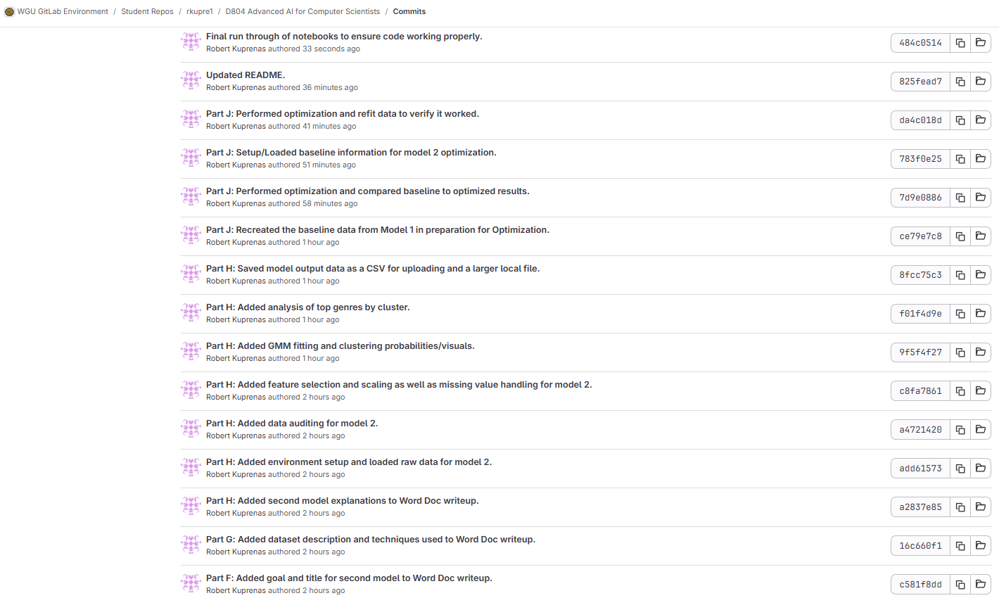 WGU GitLab Environment / Student Repos / rkupre1 / D804 Advanced AI for Computer Scientists / Commits
Final run through of notebooks to ensure code working properly.
Robert Kuprenas authored 33 seconds ago
484c0514
Updated README.
Robert Kuprenas authored 36 minutes ago
825fead7
Part J: Performed optimization and refit data to verify it worked.
Robert Kuprenas authored 41 minutes ago
da4c018d
Part J: Setup/Loaded baseline information for model 2 optimization.
Robert Kuprenas authored 51 minutes ago
783f0e25
Part J: Performed optimization and compared baseline to optimized results.
Robert Kuprenas authored 58 minutes ago
7d9e0886
Part J: Recreated the baseline data from Model 1 in preparation for Optimization.
Robert Kuprenas authored 1 hour ago
ce79e7c8
Part H: Saved model output data as a CSV for uploading and a larger local file.
Robert Kuprenas authored 1 hour ago
8fcc75c3
Part H: Added analysis of top genres by cluster.
Robert Kuprenas authored 1 hour ago
f01f4d9e
Part H: Added GMM fitting and clustering probabilities/visuals.
Robert Kuprenas authored 1 hour ago
9f5f4f27
Part H: Added feature selection and scaling as well as missing value handling for model 2.
Robert Kuprenas authored 2 hours ago
c8fa7861
Part H: Added data auditing for model 2.
Robert Kuprenas authored 2 hours ago
a4721420
Part H: Added environment setup and loaded raw data for model 2.
Robert Kuprenas authored 2 hours ago
add61573
Part H: Added second model explanations to Word Doc writeup.
Robert Kuprenas authored 2 hours ago
a2837e85
Part G: Added dataset description and techniques used to Word Doc writeup.
Robert Kuprenas authored 2 hours ago
16c660f1
Part F: Added goal and title for second model to Word Doc writeup.
Robert Kuprenas authored 2 hours ago
c581f8dd